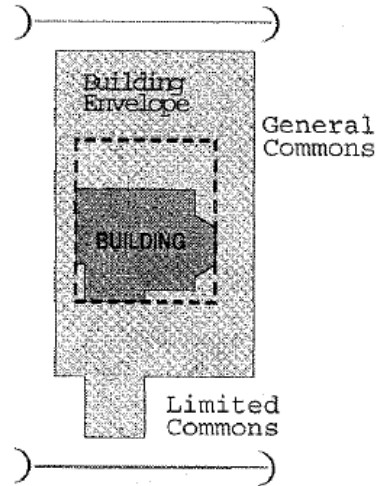 Building
Envelope
General
Commons
BUILDING
Limited
Commons